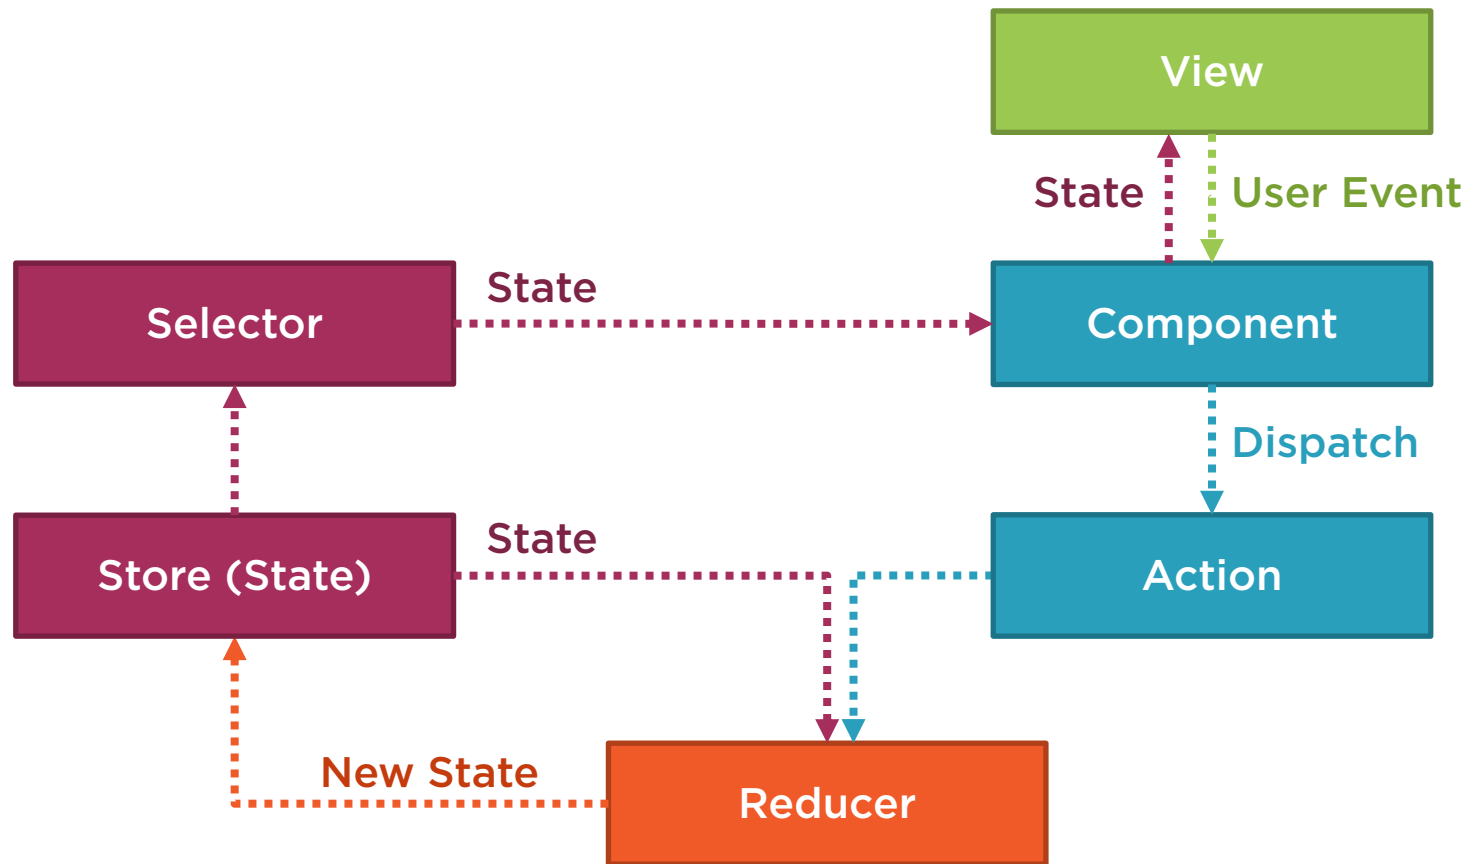 View
State
User Event
Selector
State
Component
Dispatch
Store (State)
State
Action
New State
Reducer